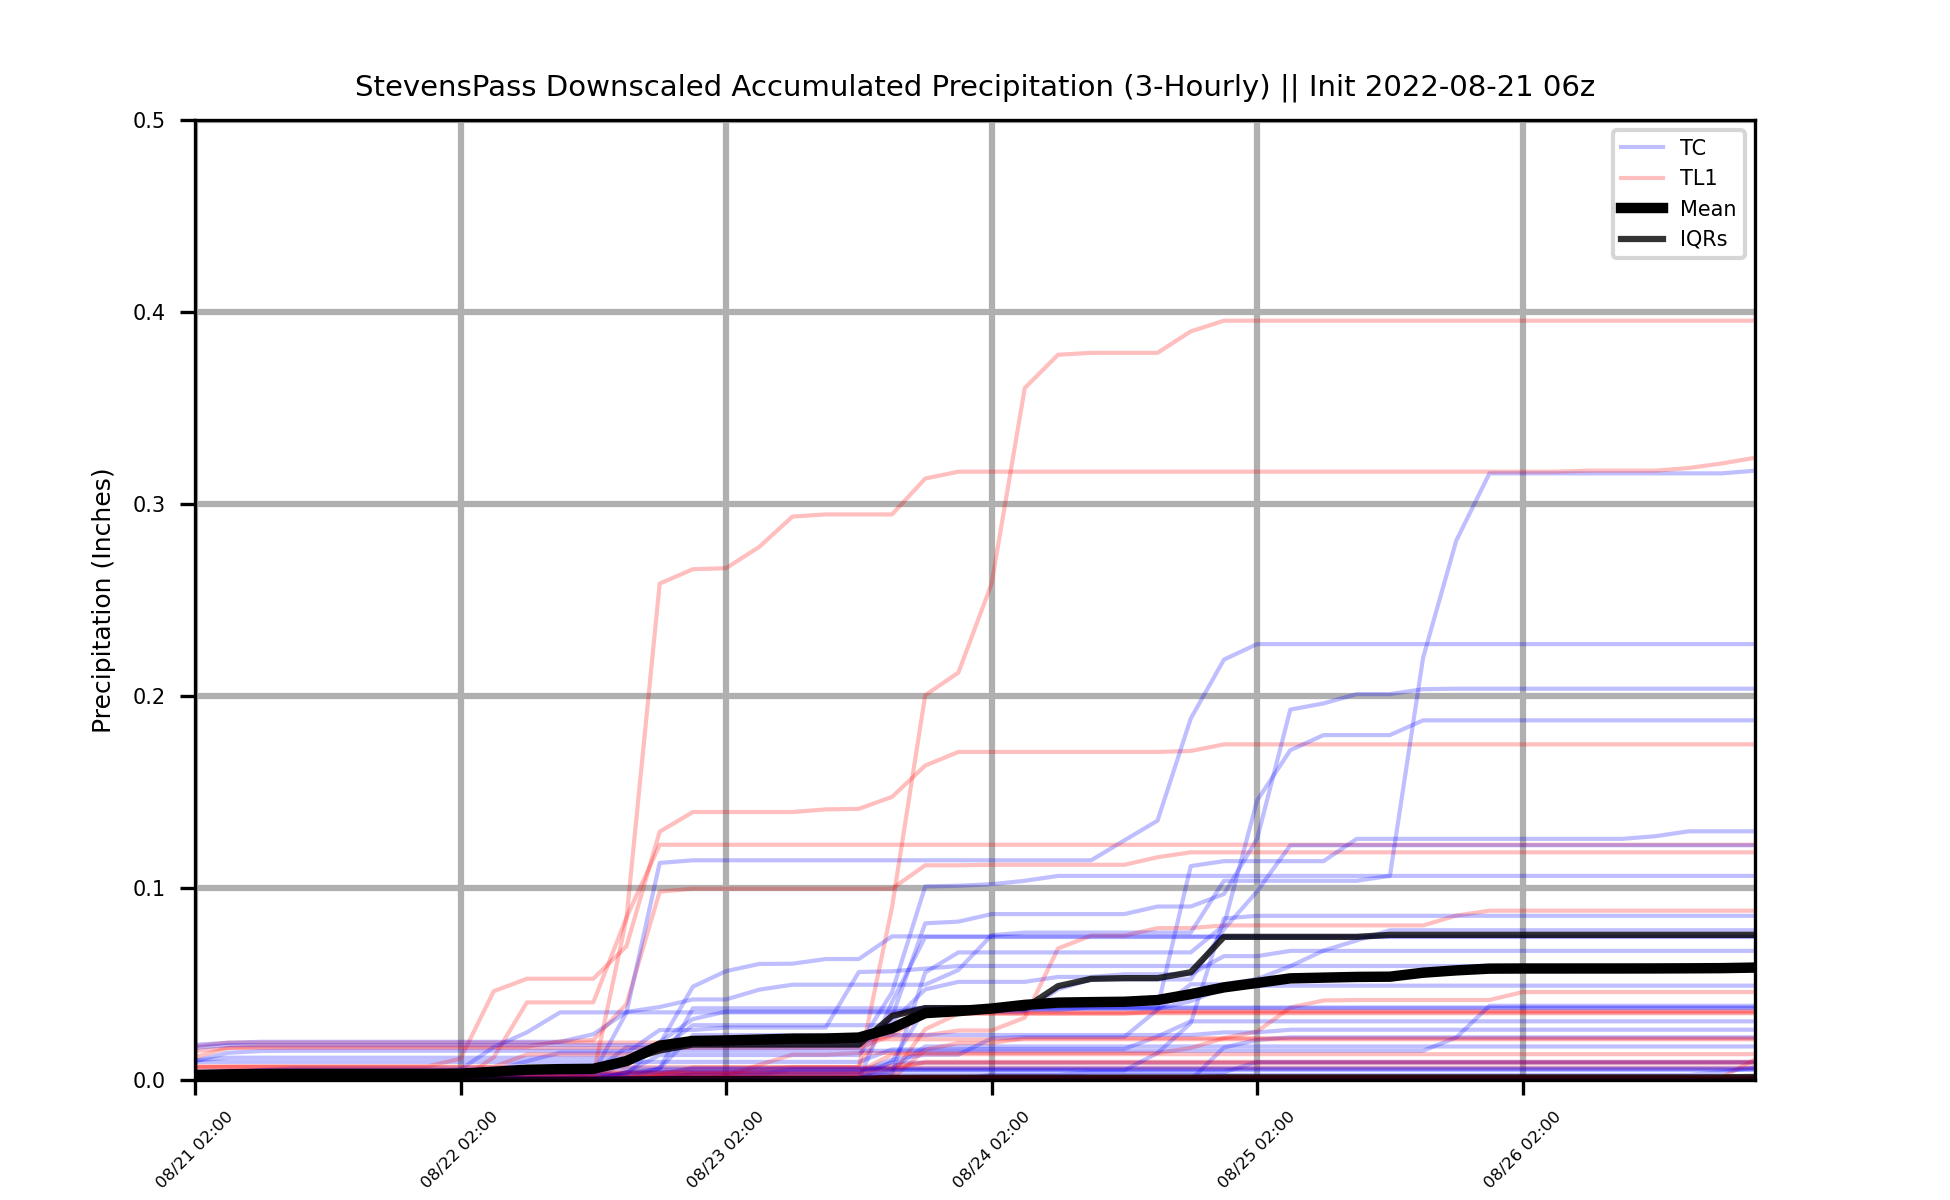 StevensPass Downscaled Accumulated Precipitation (3-Hourly) || Init 2022-08-21 06z
TC
TL1
Mean
IQRs
Precipitation (Inches)
0.5
0.4
0.3
0.2
0.1
0.0
08/21 02:00
08/22 02:00
08/23 02:00
08/24 02:00
08/25 02:00
08/26 02:00